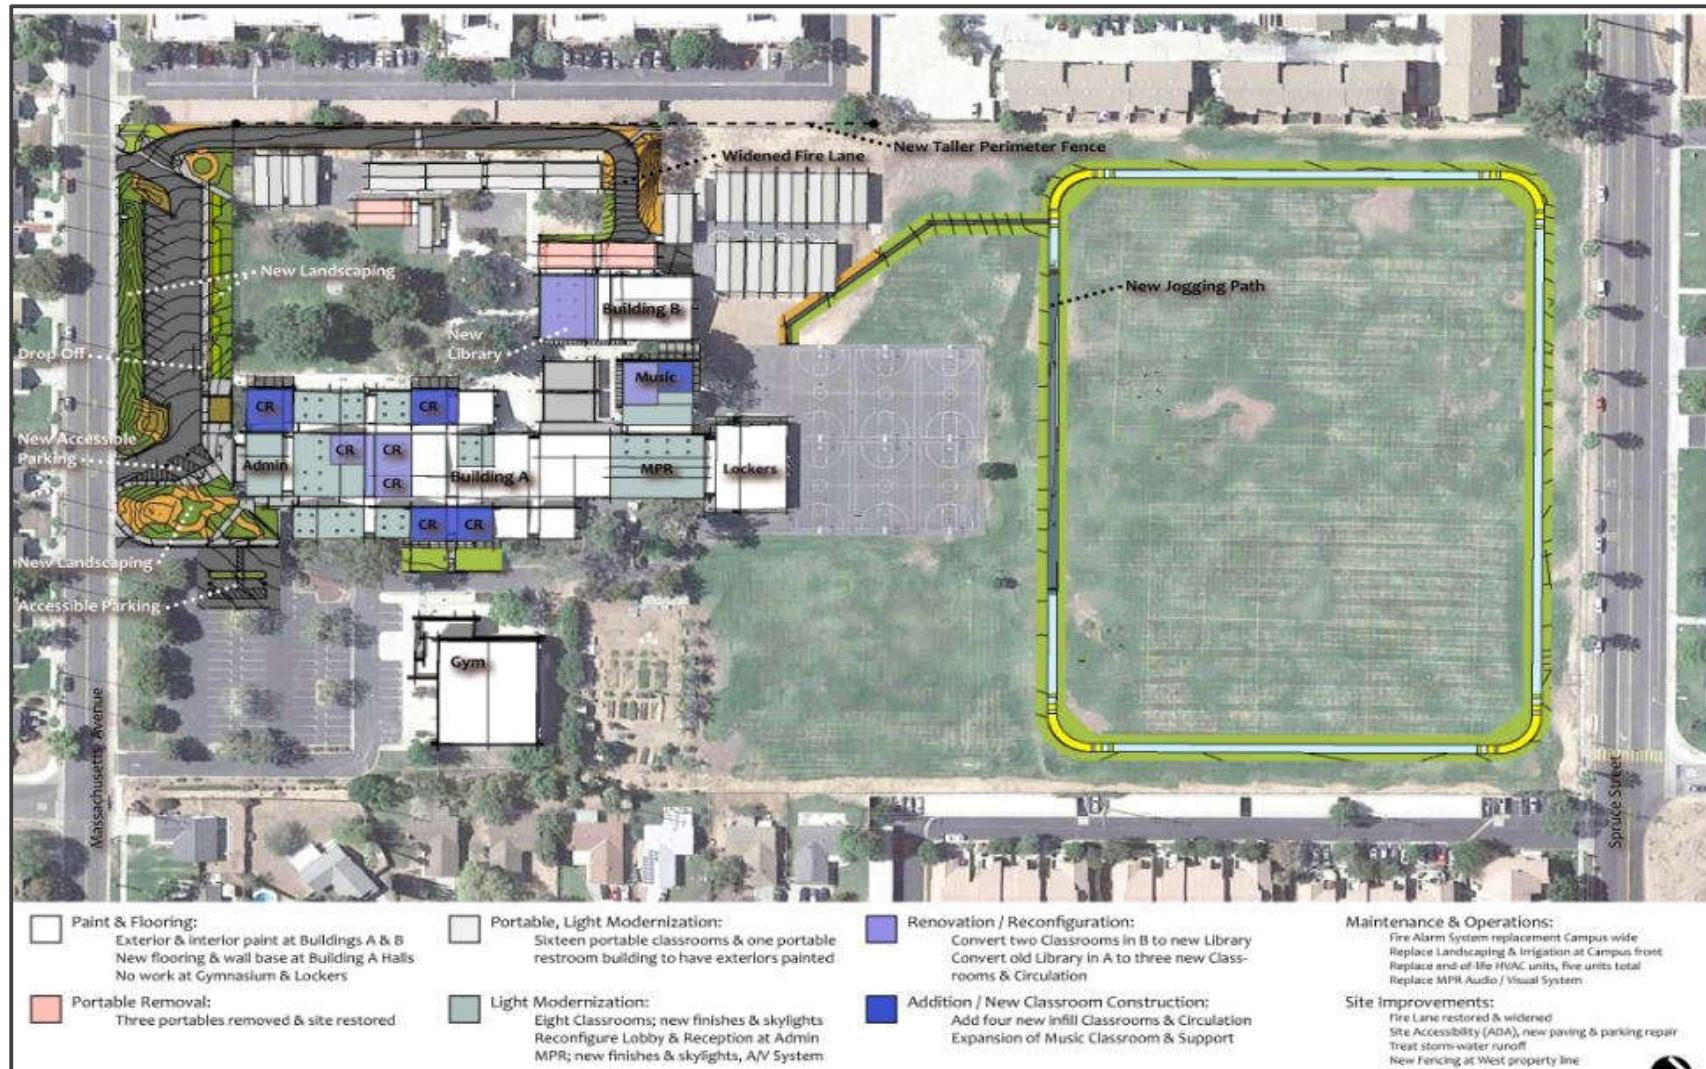 New Taller Perimeter Fence
Widened Fire Lane
New Landscaping
New Jogging Path
Building B
New
Library
Drop Off
Music
CR
CR
New Accessible
Parking
CR
CR
Admin
Building A
MPR
Lockers
CR
CR
CR
New Landscaping
Accessible Parking
Gym
Massachusetts Avenue
Spruce Street
Paint & Flooring:
Exterior & interior paint at Buildings A & B
New flooring & wall base at Building A Halls
No work at Gymnasium & Lockers
Portable Removal:
Three portables removed & site restored
Portable, Light Modernization:
Sixteen portable classrooms & one portable
restroom building to have exteriors painted
Light Modernization:
Eight Classrooms; new finishes & skylights
Reconfigure Lobby & Reception at Admin
MPR; new finishes & skylights, A/V System
Renovation / Reconfiguration:
Convert two Classrooms in B to new Library
Convert old Library in A to three new Class-
rooms & Circulation
Addition / New Classroom Construction:
Add four new infill Classrooms & Circulation
Expansion of Music Classroom & Support
Maintenance & Operations:
Fire Alarm System replacement Campus wide
Replace Landscaping & Irrigation at Campus front
Replace end-of-life HVAC units, five units total
Replace MPR Audio / Visual System
Site Improvements:
Fire Lane restored & widened
Site Accessibility (ADA), new paving & parking repair
Treat storm-water runoff
New Fencing at West property line